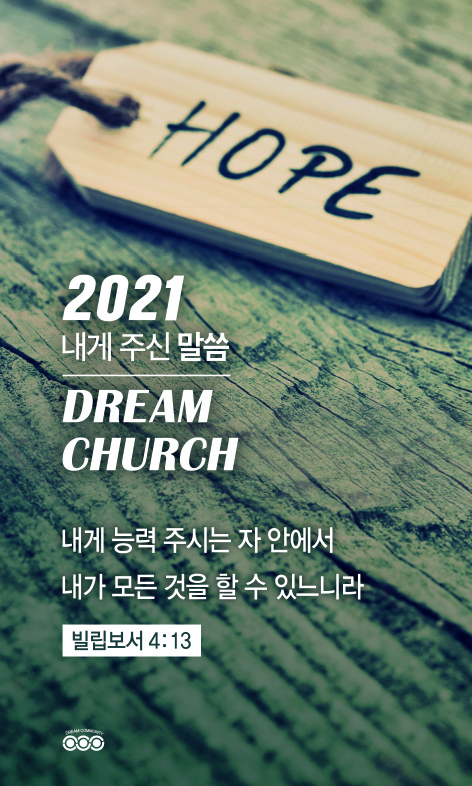 HOPE
2021
내게 주신 말씀
DREAM
CHURCH
내게 능력 주시는 자 안에서
내가 모든 것을 할 수 있느니라
빌립보서 4:13
DREAM COMMUNITY